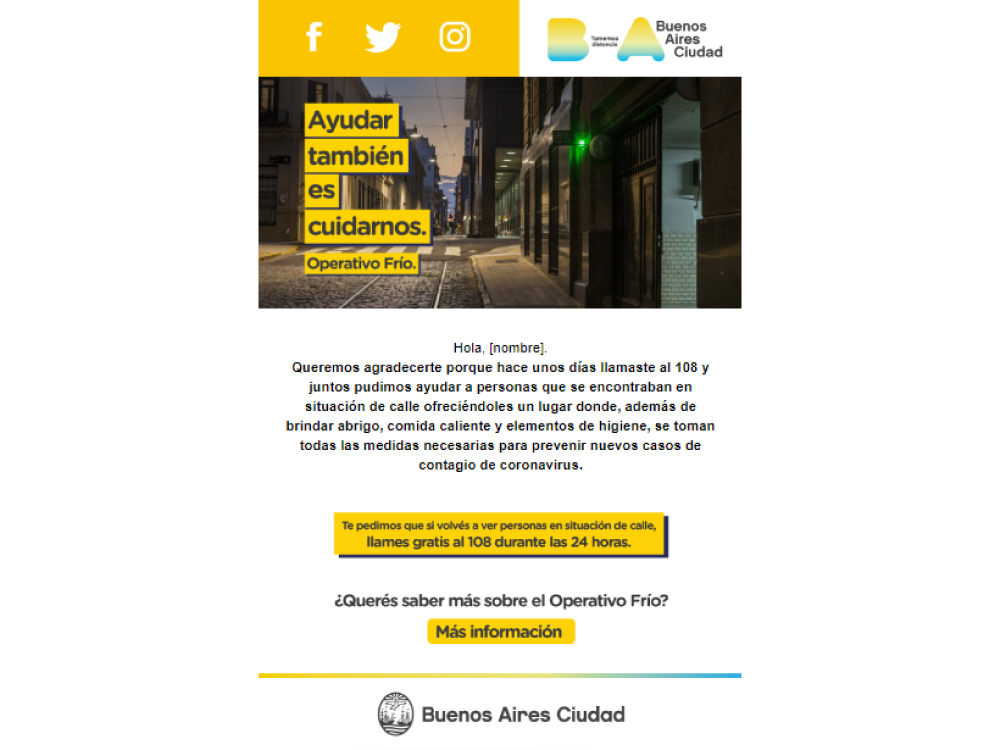 BA
Tomemos
distancia
Buenos
Aires
Ciudad
Ayudar
también
es
cuidarnos.
Operativo Frío.
Hola, [nombre].
Queremos agradecerte porque hace unos días llamaste al 108 y
juntos pudimos ayudar a personas que se encontraban en
situación de calle ofreciéndoles un lugar donde, además de
brindar abrigo, comida caliente y elementos de higiene, se toman
todas las medidas necesarias para prevenir nuevos casos de
contagio de coronavirus.
Te pedimos que si volvés a ver personas en situación de calle,
llames gratis al 108 durante las 24 horas.
¿Querés saber más sobre el Operativo Frío?
Más información
Buenos Aires Ciudad